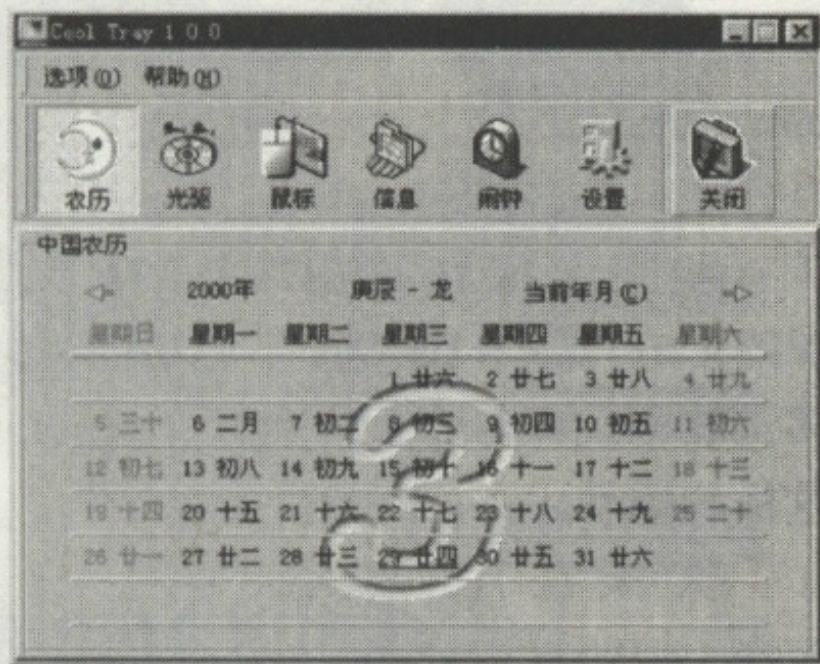 Cool Tray 1.0.0
选项(O) 帮助(H)
农历 光驱 鼠标 信息 闹钟 设置 关闭
中国农历
2000年 庚辰 - 龙 当前年月(C)
星期日 星期一 星期二 星期三 星期四 星期五 星期六
1 廿六 2 廿七 3 廿八 4 廿九
5 三十 6 二月 7 初二 8 初三 9 初四 10 初五 11 初六
12 初七 13 初八 14 初九 15 初十 16 十一 17 十二 18 十三
19 十四 20 十五 21 十六 22 十七 23 十八 24 十九 25 二十
26 廿一 27 廿二 28 廿三 29 廿四 30 廿五 31 廿六
3